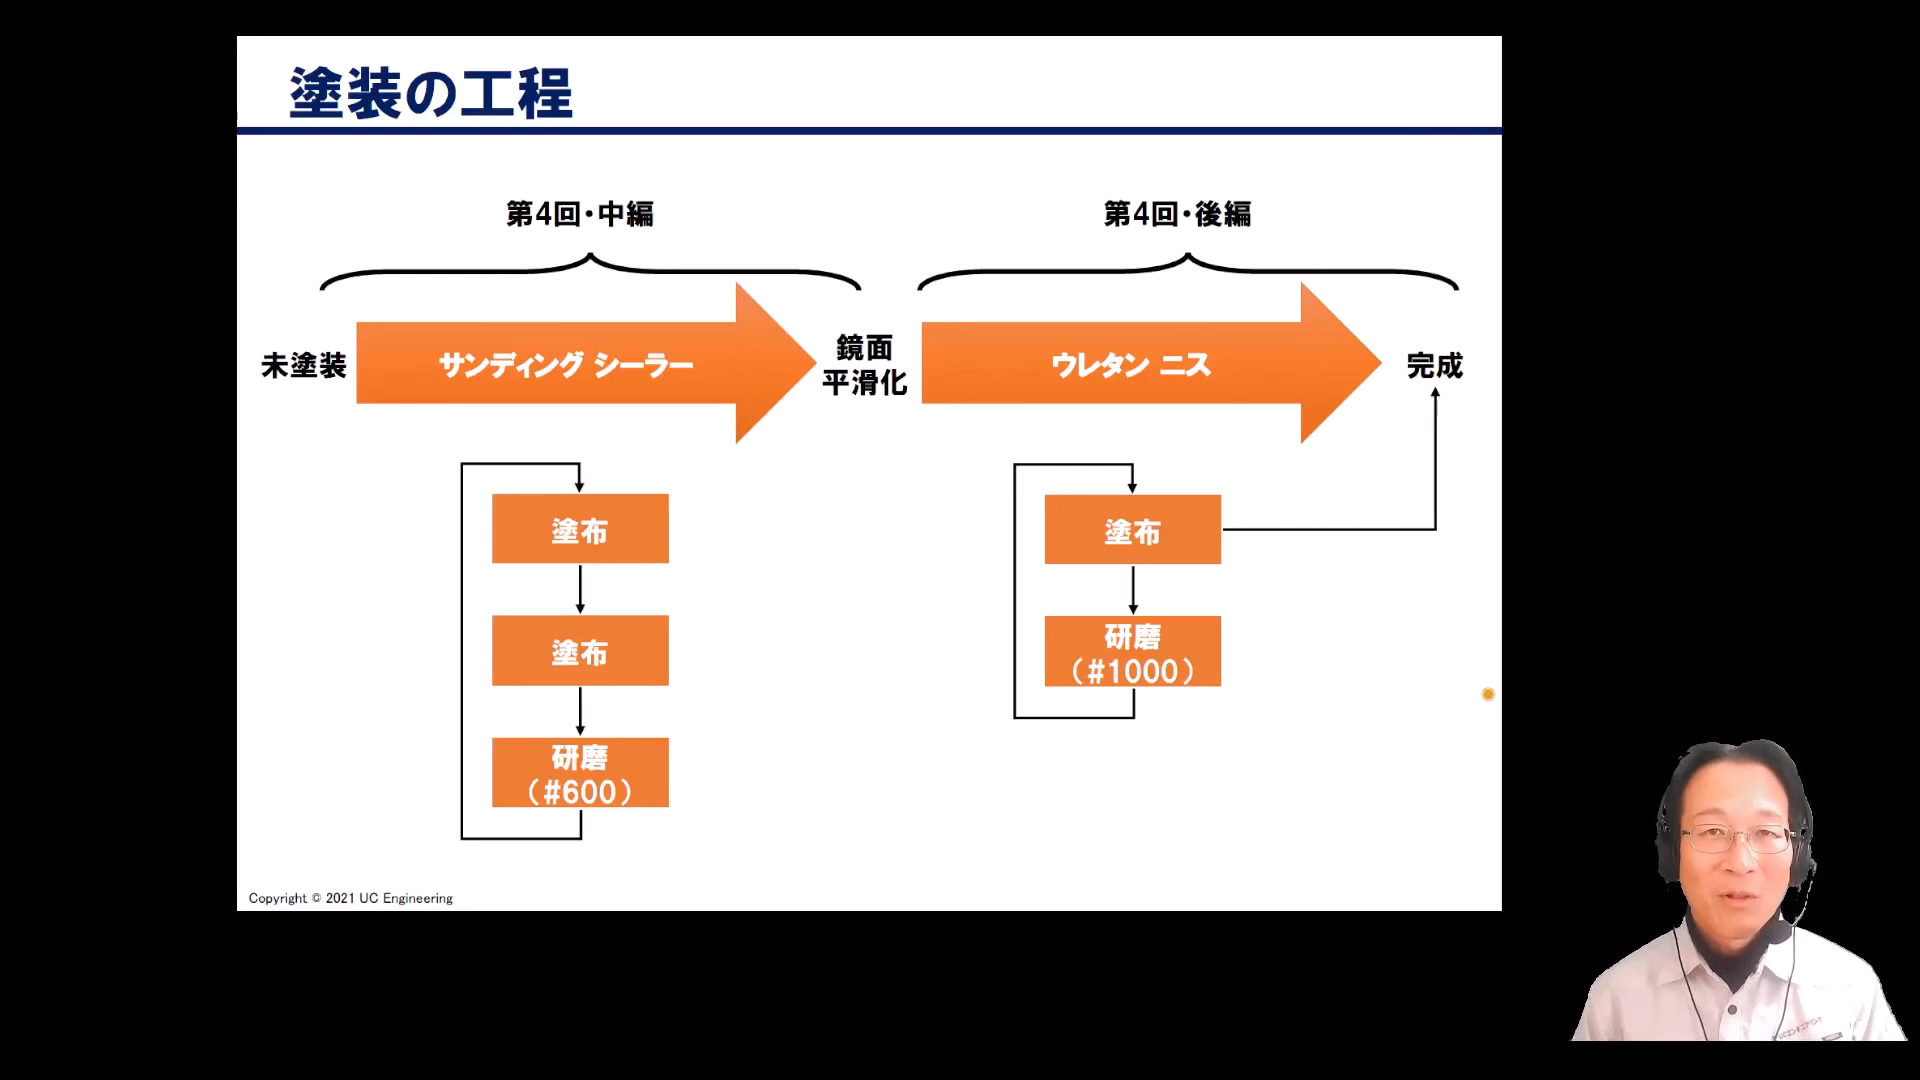 塗装の工程
第4回・中編
第4回・後編
未塗装
サンディング シーラー
鏡面
平滑化
ウレタン ニス
完成
塗布
塗布
研磨
(#600)
塗布
研磨
(#1000)
Copyright © 2021 UC Engineering